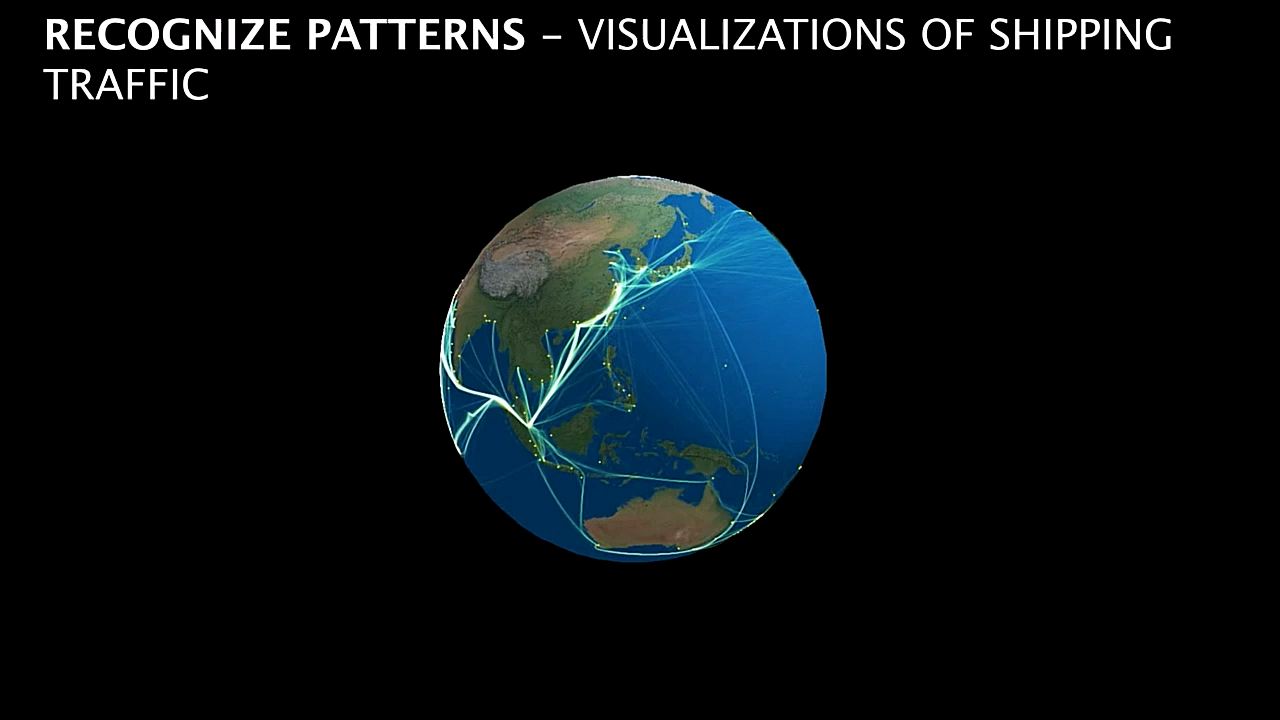 RECOGNIZE PATTERNS – VISUALIZATIONS OF SHIPPING
TRAFFIC